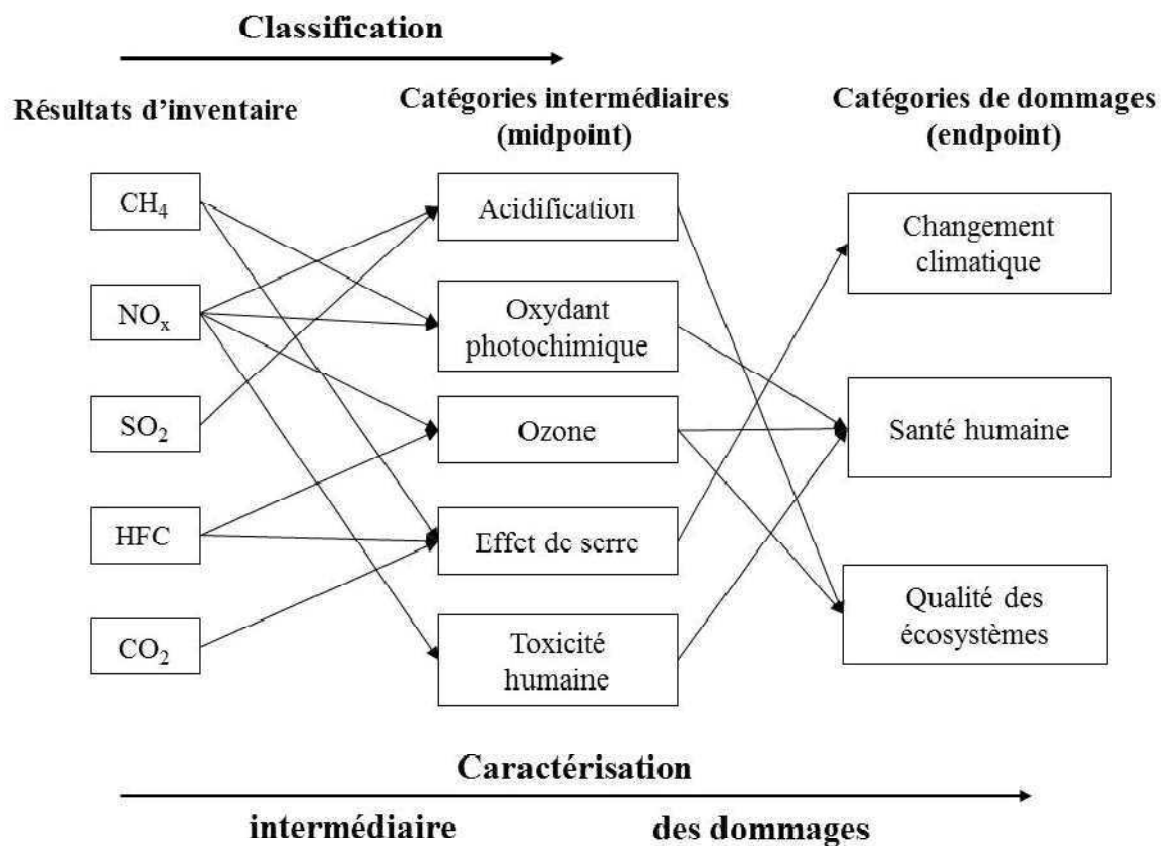 Classification
Résultats d’inventaire
Catégories intermédiaires
(midpoint)
Catégories de dommages
(endpoint)
CH₄
NOₓ
SO₂
HFC
CO₂
Acidification
Oxydant
photochimique
Ozone
Effet de serre
Toxicité
humaine
Changement
climatique
Santé humaine
Qualité des
écosystèmes
Caractérisation
intermédiaire
des dommages